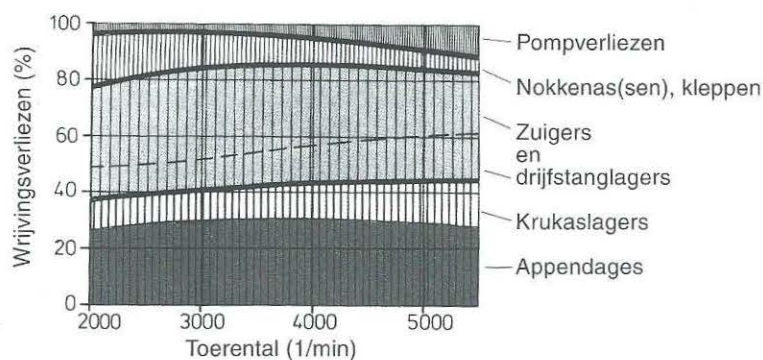 Wrijvingsverliezen (%)
100
80
60
40
20
0
2000
3000
4000
5000
Toerental (1/min)
Pompverliezen
Nokkenas(sen), kleppen
Zuigers
en
drijfstanglagers
Krukaslagers
Appendages